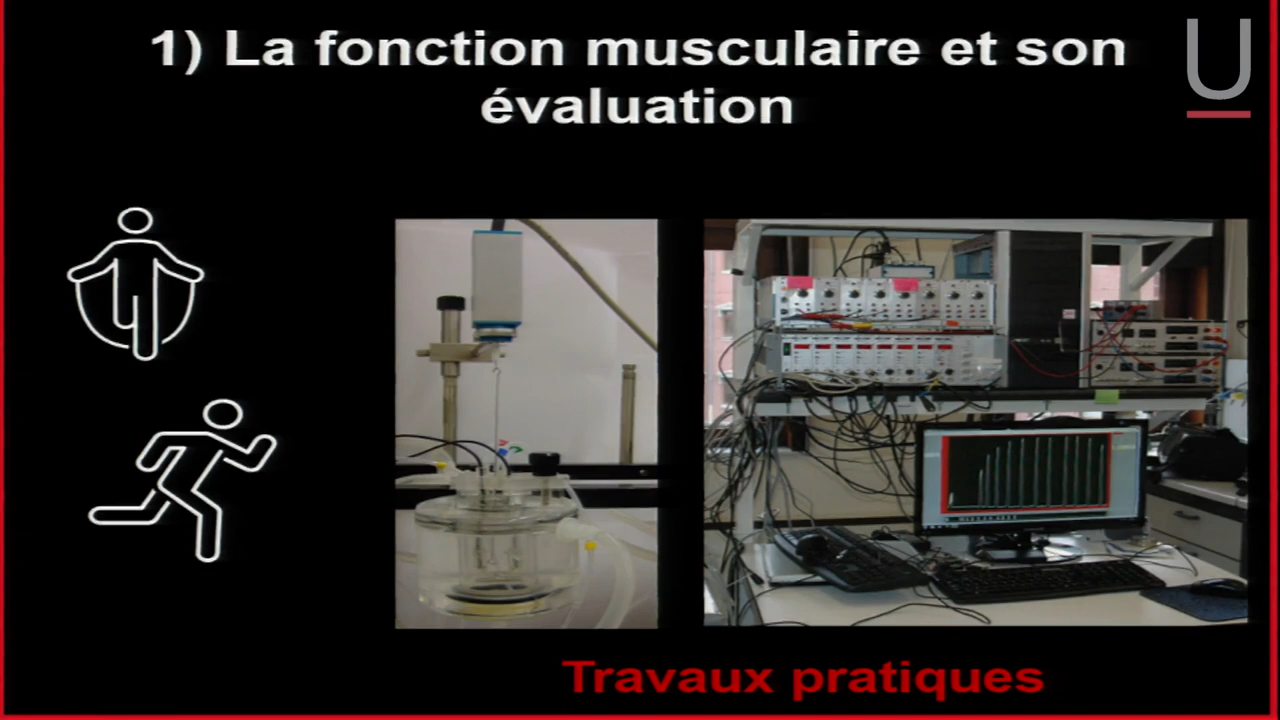 1) La fonction musculaire et son
évaluation
U
Travaux pratiques